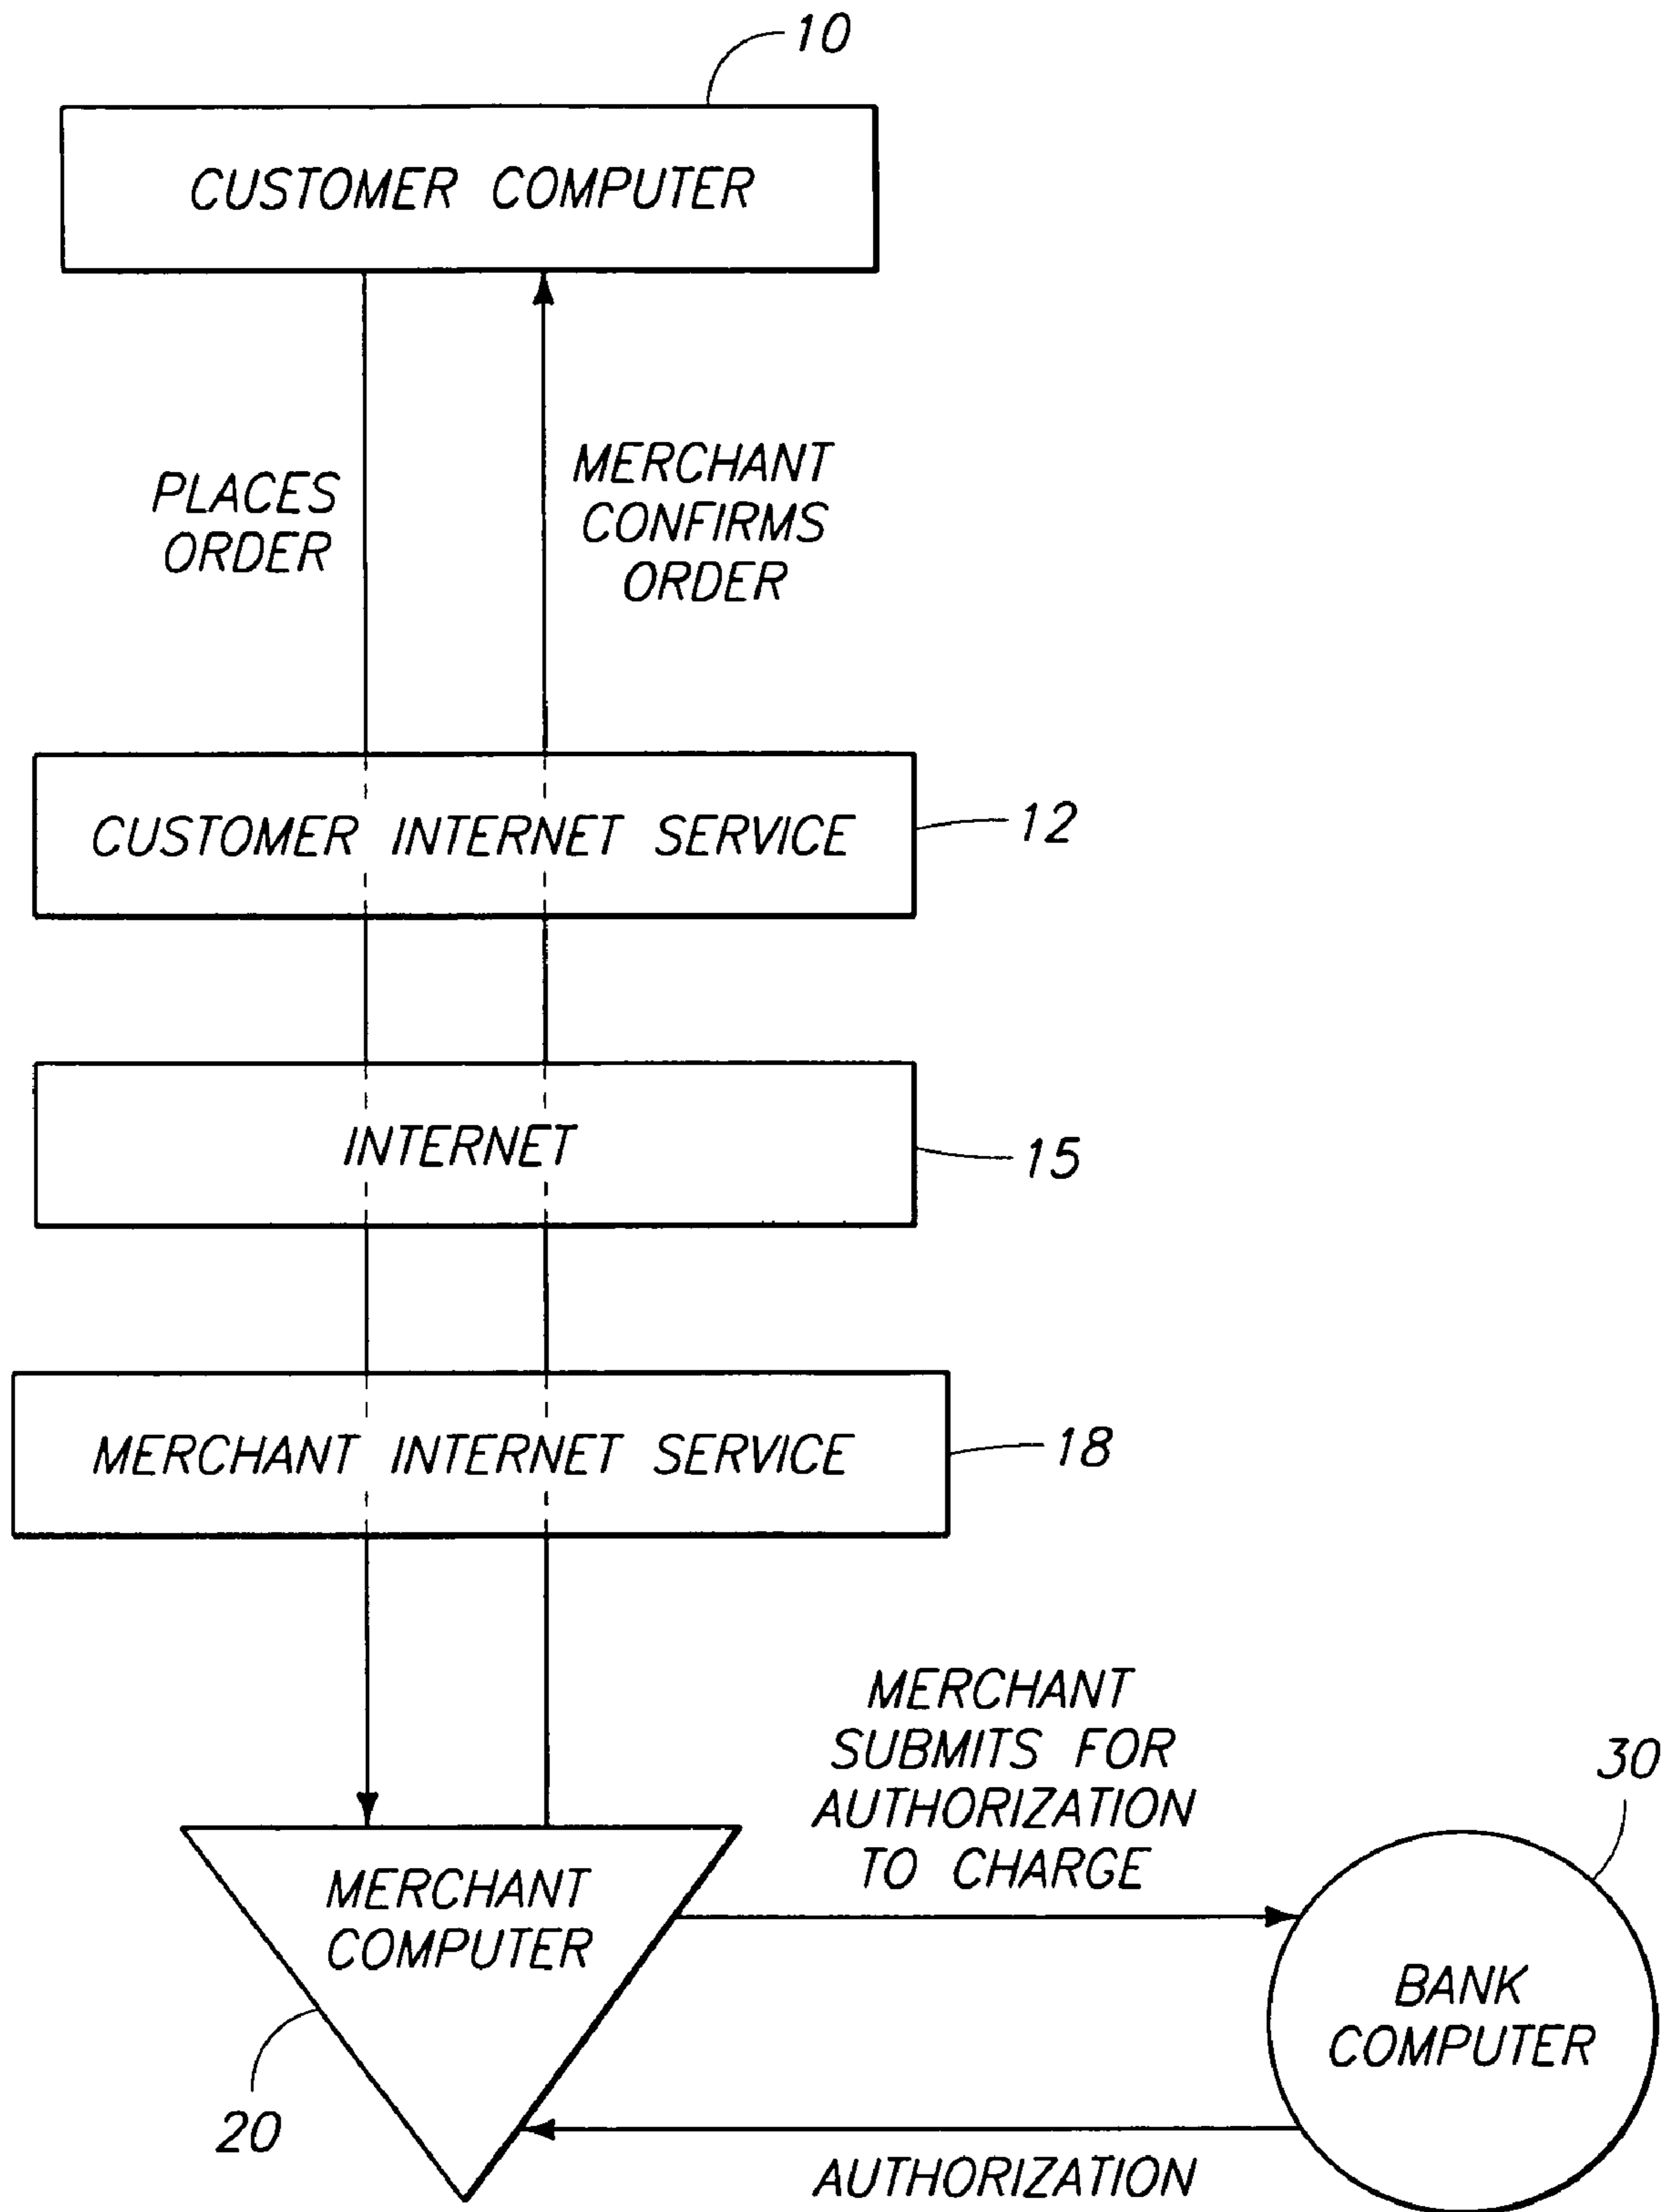 10
CUSTOMER COMPUTER
PLACES
ORDER
MERCHANT
CONFIRMS
ORDER
CUSTOMER INTERNET SERVICE
12
INTERNET
15
MERCHANT INTERNET SERVICE
18
MERCHANT
SUBMITS FOR
AUTHORIZATION
TO CHARGE
30
MERCHANT
COMPUTER
BANK
COMPUTER
20
AUTHORIZATION